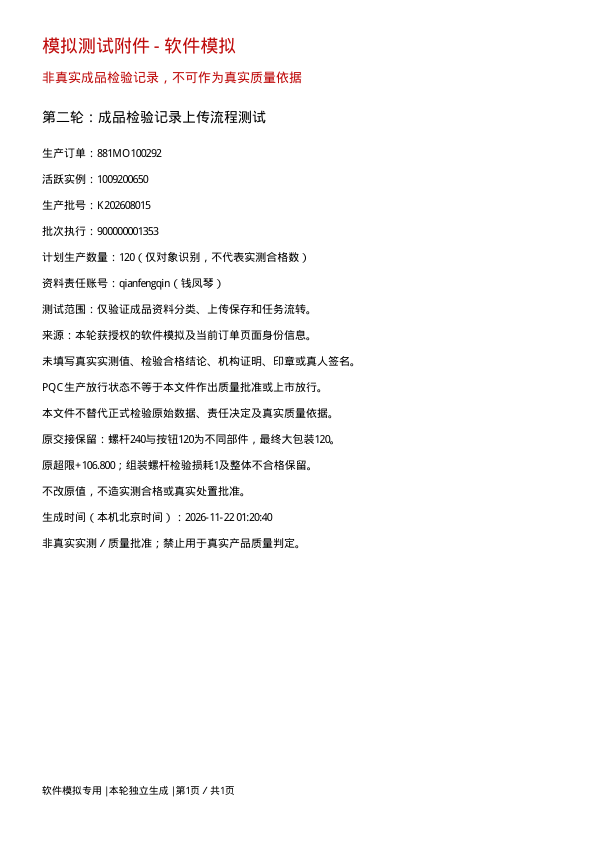 模拟测试附件 - 软件模拟
非真实成品检验记录，不可作为真实质量依据
第二轮：成品检验记录上传流程测试
生产订单：881MO100292
活跃实例：1009200650
生产批号：K202608015
批次执行：900000001353
计划生产数量：120（仅对象识别，不代表实测合格数）
资料责任账号：qianfengqin（钱凤琴）
测试范围：仅验证成品资料分类、上传保存和任务流转。
来源：本轮获授权的软件模拟及当前订单页面身份信息。
未填写真实实测值、检验合格结论、机构证明、印章或真人签名。
PQC生产放行状态不等于本文件作出质量批准或上市放行。
本文件不替代正式检验原始数据、责任决定及真实质量依据。
原交接保留：螺杆240与按钮120为不同部件，最终大包装120。
原超限+106.800；组装螺杆检验损耗1及整体不合格保留。
不改原值，不造实测合格或真实处置批准。
生成时间（本机北京时间）：2026-11-22 01:20:40
非真实实测 / 质量批准；禁止用于真实产品质量判定。
软件模拟专用 |本轮独立生成 |第1页 / 共1页